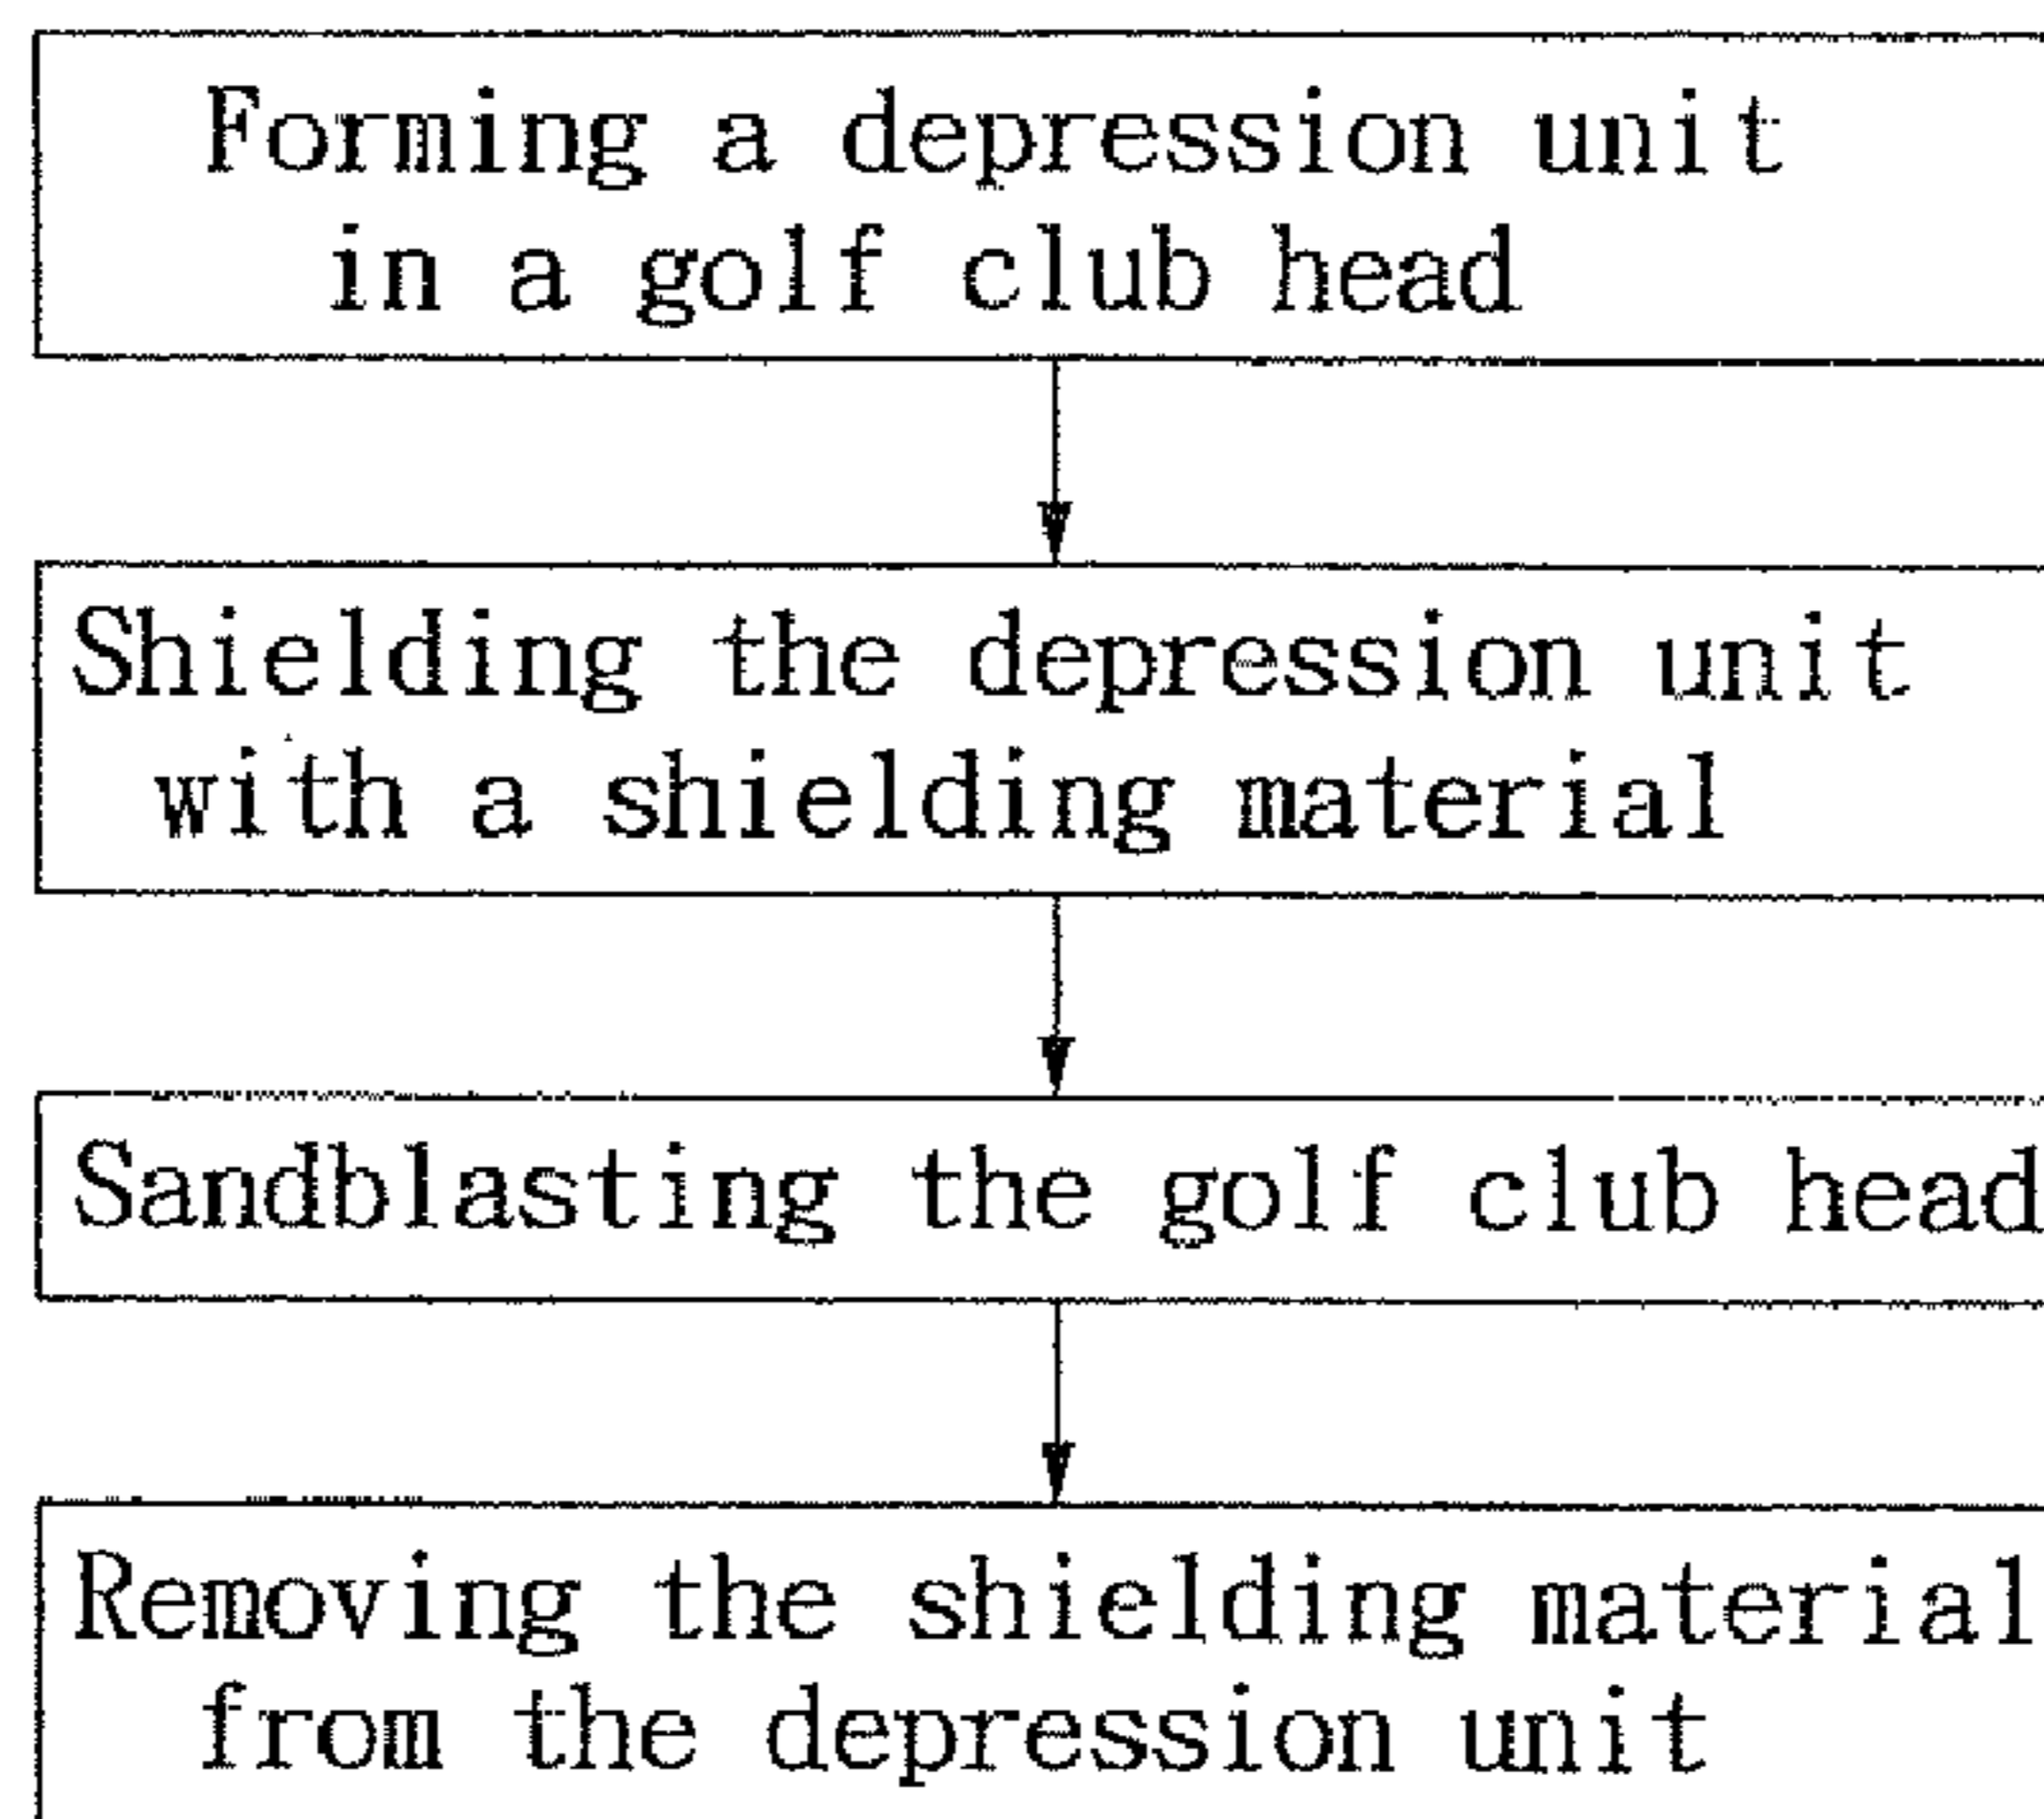 Forming a depression unit
in a golf club head
Shielding the depression unit
with a shielding material
Sandblasting the golf club head
Removing the shielding material
from the depression unit